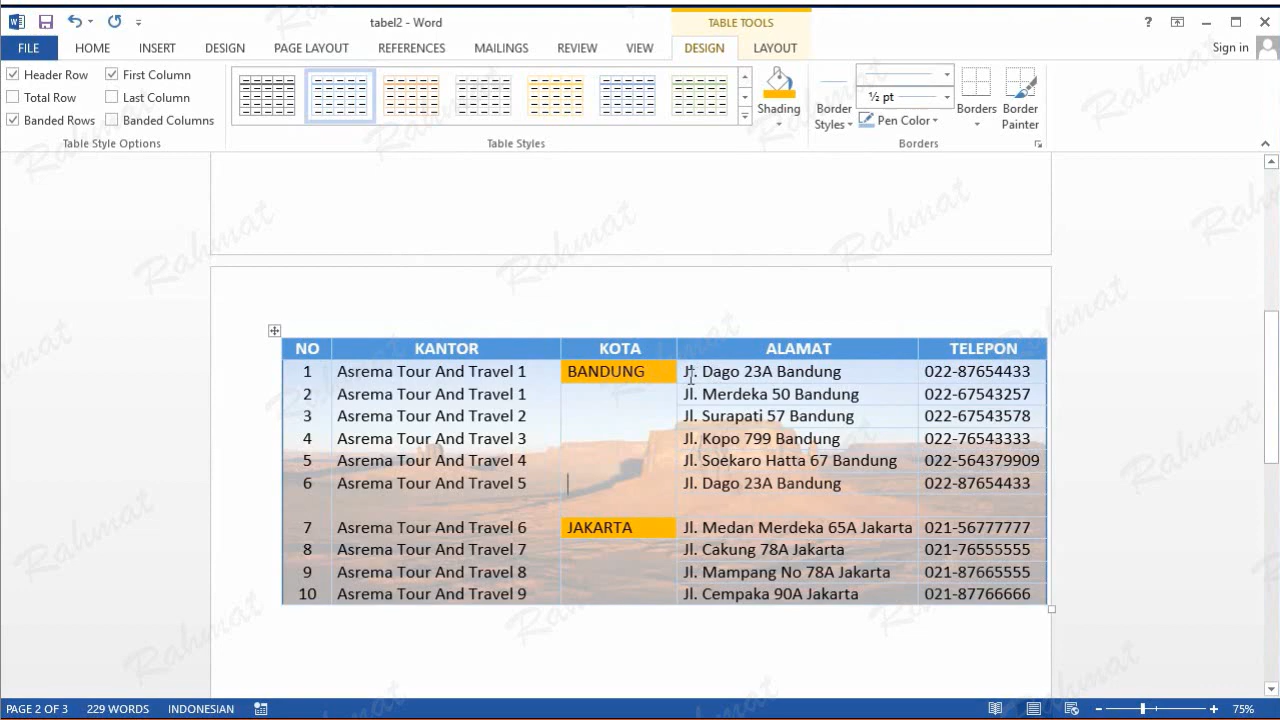 tabel2 - Word
TABLE TOOLS
?
FILE HOME INSERT DESIGN PAGE LAYOUT REFERENCES MAILINGS REVIEW VIEW DESIGN LAYOUT Sign in
Header Row First Column
Total Row Last Column
Banded Rows Banded Columns
Table Style Options
Table Styles
Shading
Border Styles
½ pt
Pen Color
Borders
Border Painter
Borders
NO KANTOR KOTA ALAMAT TELEPON
1 Asrema Tour And Travel 1 BANDUNG Jl. Dago 23A Bandung 022-87654433
2 Asrema Tour And Travel 1 Jl. Merdeka 50 Bandung 022-67543257
3 Asrema Tour And Travel 2 Jl. Surapati 57 Bandung 022-67543578
4 Asrema Tour And Travel 3 Jl. Kopo 799 Bandung 022-76543333
5 Asrema Tour And Travel 4 Jl. Soekaro Hatta 67 Bandung 022-564379909
6 Asrema Tour And Travel 5 Jl. Dago 23A Bandung 022-87654433
7 Asrema Tour And Travel 6 JAKARTA Jl. Medan Merdeka 65A Jakarta 021-56777777
8 Asrema Tour And Travel 7 Jl. Cakung 78A Jakarta 021-76555555
9 Asrema Tour And Travel 8 Jl. Mampang No 78A Jakarta 021-87665555
10 Asrema Tour And Travel 9 Jl. Cempaka 90A Jakarta 021-87766666
PAGE 2 OF 3 229 WORDS INDONESIAN 75%
Rahmat